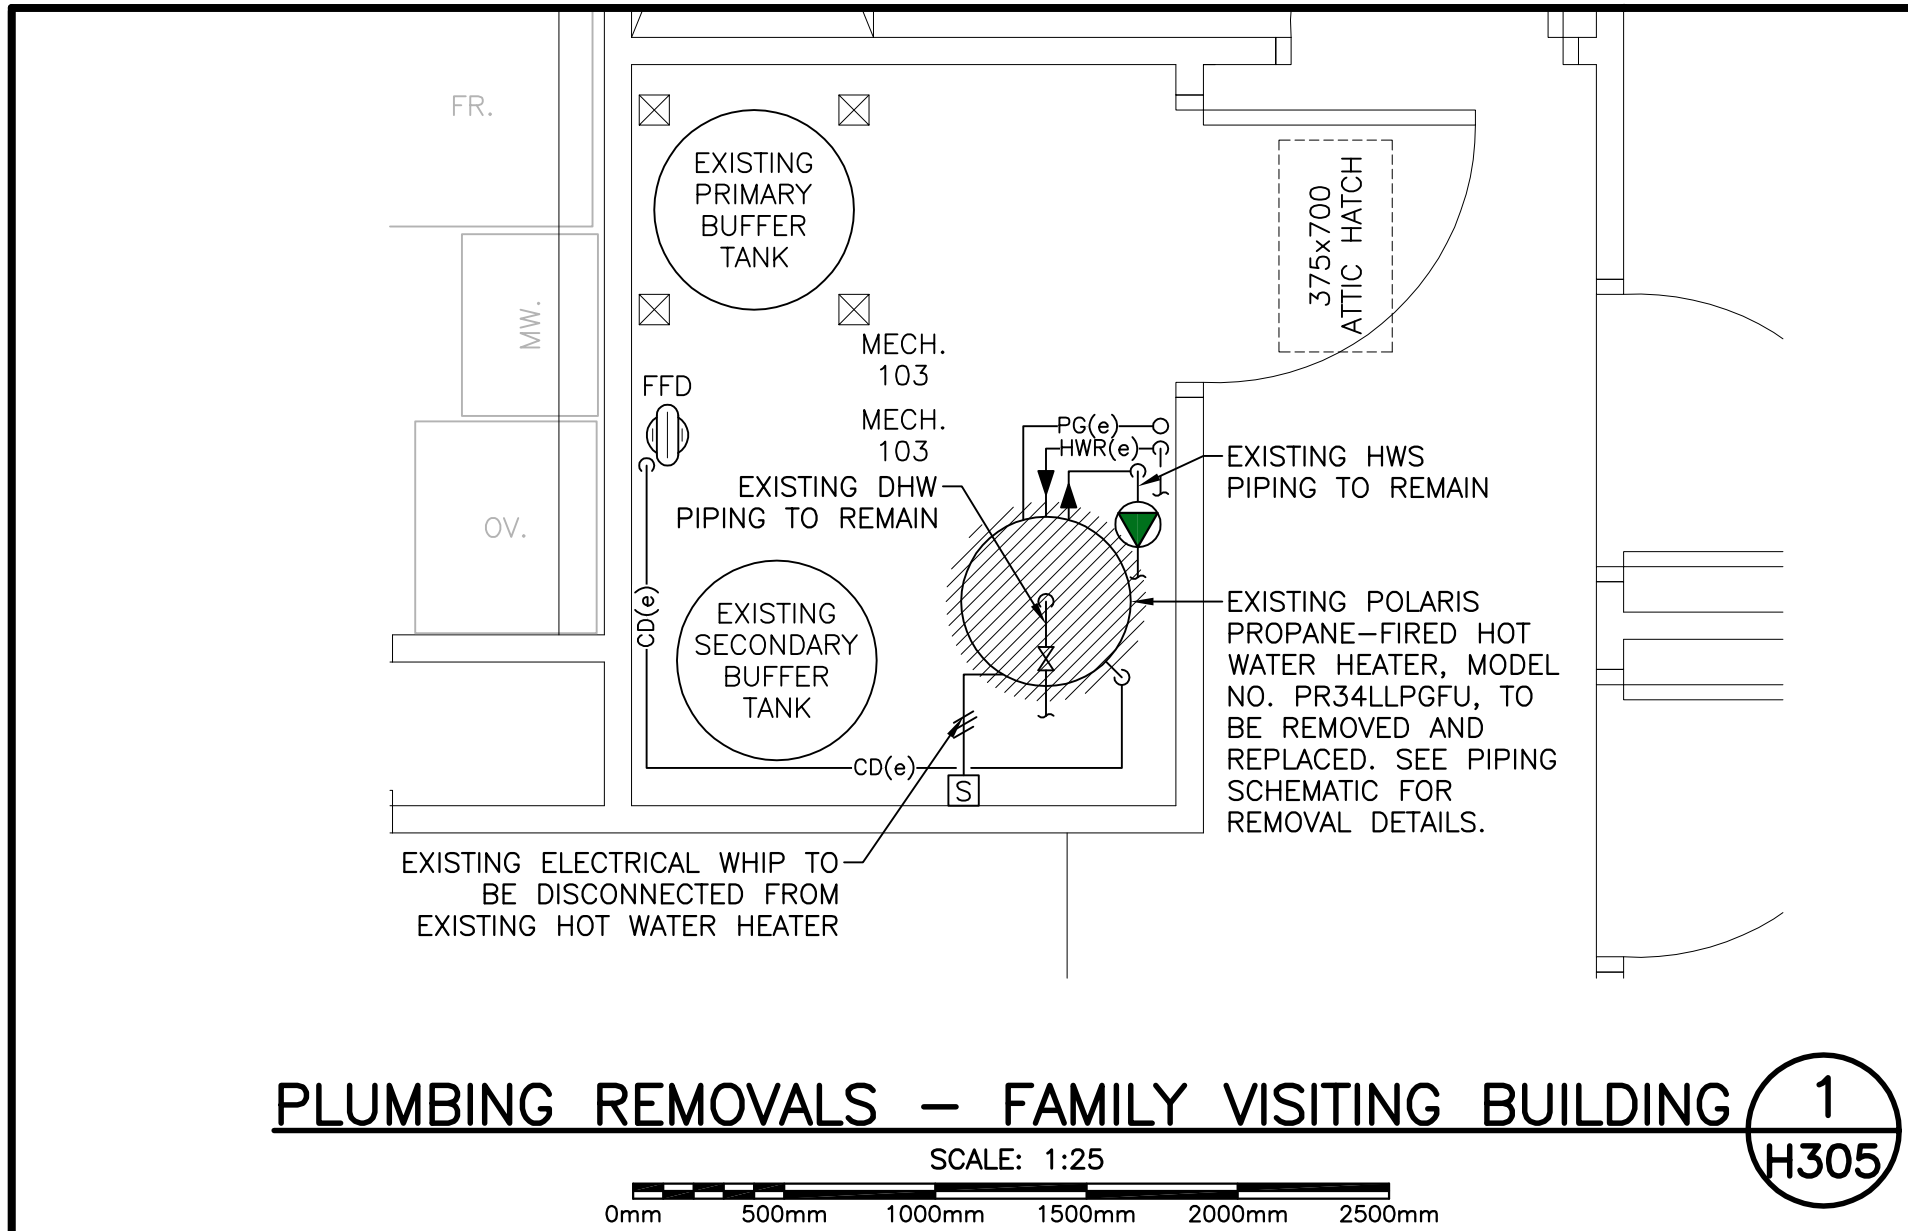 FR.
EXISTING
PRIMARY
BUFFER
TANK
375x700
ATTIC HATCH
MW.
MECH.
103
FFD
MECH.
103
PG(e)
HWR(e)
EXISTING HWS
PIPING TO REMAIN
EXISTING DHW
PIPING TO REMAIN
OV.
CD(e)
EXISTING
SECONDARY
BUFFER
TANK
EXISTING POLARIS
PROPANE-FIRED HOT
WATER HEATER, MODEL
NO. PR34LLPGFU, TO
BE REMOVED AND
REPLACED. SEE PIPING
SCHEMATIC FOR
REMOVAL DETAILS.
CD(e)
S
EXISTING ELECTRICAL WHIP TO
BE DISCONNECTED FROM
EXISTING HOT WATER HEATER
PLUMBING REMOVALS – FAMILY VISITING BUILDING
1
H305
SCALE: 1:25
0mm 500mm 1000mm 1500mm 2000mm 2500mm